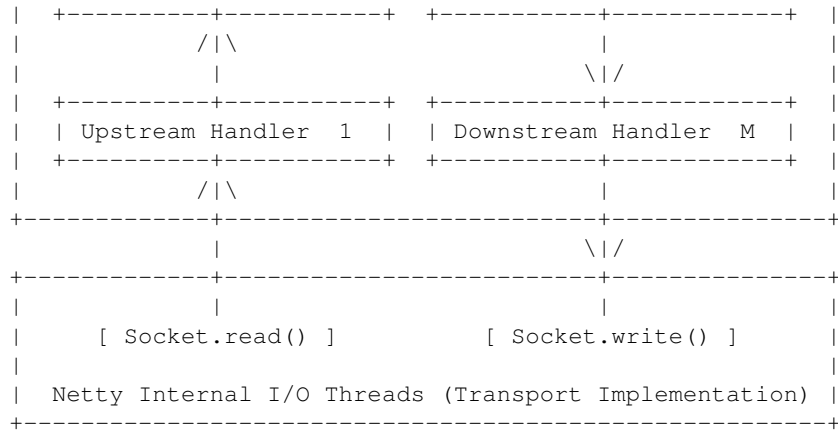 | +----------+-----------+ +-----------+------------+ |
| /|\ | |
| | \|/ |
| +----------+-----------+ +-----------+------------+ |
| | Upstream Handler 1 | | Downstream Handler M | |
| +----------+-----------+ +-----------+------------+ |
| /|\ | |
+-------------+--------------------------+---------------+
| \|/
+-------------+--------------------------+---------------+
| | | |
| [ Socket.read() ] [ Socket.write() ] |
| |
| Netty Internal I/O Threads (Transport Implementation) |
+--------------------------------------------------------+